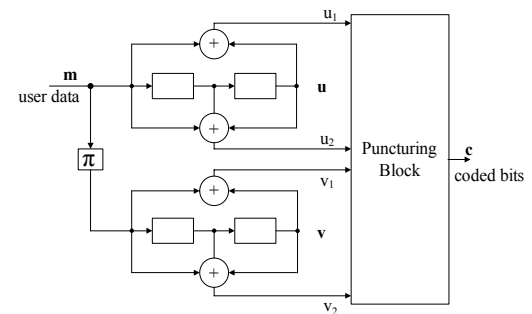 u1
m
user data
+
u
+
π
u2
v1
Puncturing
Block
c
coded bits
+
v
+
v2